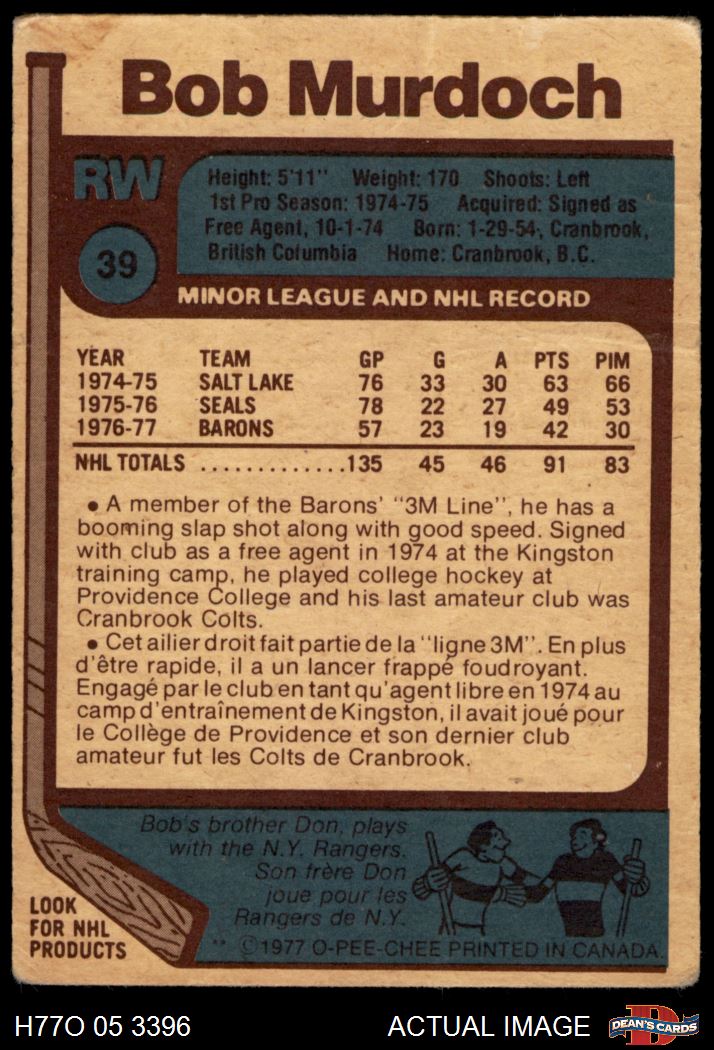 Bob Murdoch
RW
39
Height: 5'11" Weight: 170 Shoots: Left
1st Pro Season: 1974-75 Acquired: Signed as
Free Agent, 10-1-74 Born: 1-29-54, Cranbrook,
British Columbia Home: Cranbrook, B.C.
MINOR LEAGUE AND NHL RECORD
YEAR TEAM GP G A PTS PIM
1974-75 SALT LAKE 76 33 30 63 66
1975-76 SEALS 78 22 27 49 53
1976-77 BARONS 57 23 19 42 30
NHL TOTALS .............135 45 46 91 83
• A member of the Barons' "3M Line", he has a
booming slap shot along with good speed. Signed
with club as a free agent in 1974 at the Kingston
training camp, he played college hockey at
Providence College and his last amateur club was
Cranbrook Colts.
• Cet ailier droit fait partie de la "ligne 3M". En plus
d'être rapide, il a un lancer frappé foudroyant.
Engagé par le club en tant qu'agent libre en 1974 au
camp d'entraînement de Kingston, il avait joué pour
le Collège de Providence et son dernier club
amateur fut les Colts de Cranbrook.
Bob's brother Don, plays
with the N.Y. Rangers.
Son frère Don
joue pour les
Rangers de N.Y.
LOOK
FOR NHL
PRODUCTS
** ©1977 O-PEE-CHEE PRINTED IN CANADA.
H77O 05 3396 ACTUAL IMAGE
D
DEAN'S CARDS